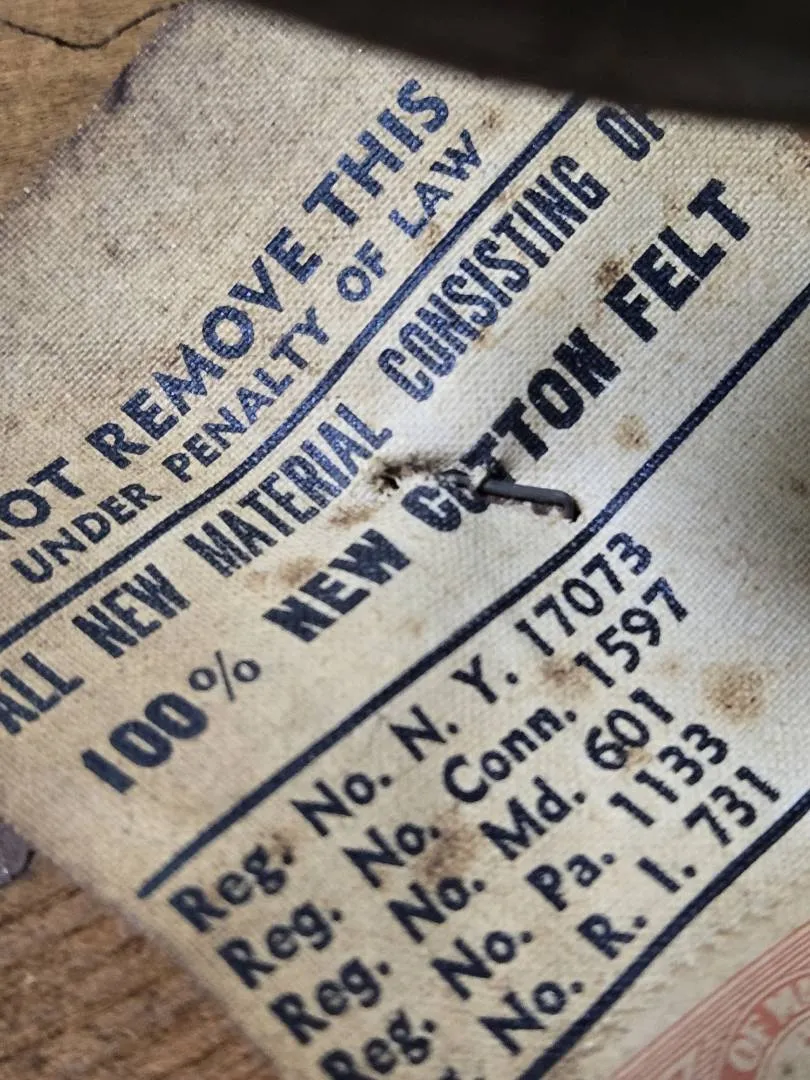 NOT REMOVE THIS
UNDER PENALTY OF LAW
ALL NEW MATERIAL CONSISTING OF
100% NEW COTTON FELT
Reg. No. N. Y. 17073
Reg. No. Conn. 1597
Reg. No. Md. 601
Reg. No. Pa. 1133
Reg. No. R. I. 731
OF